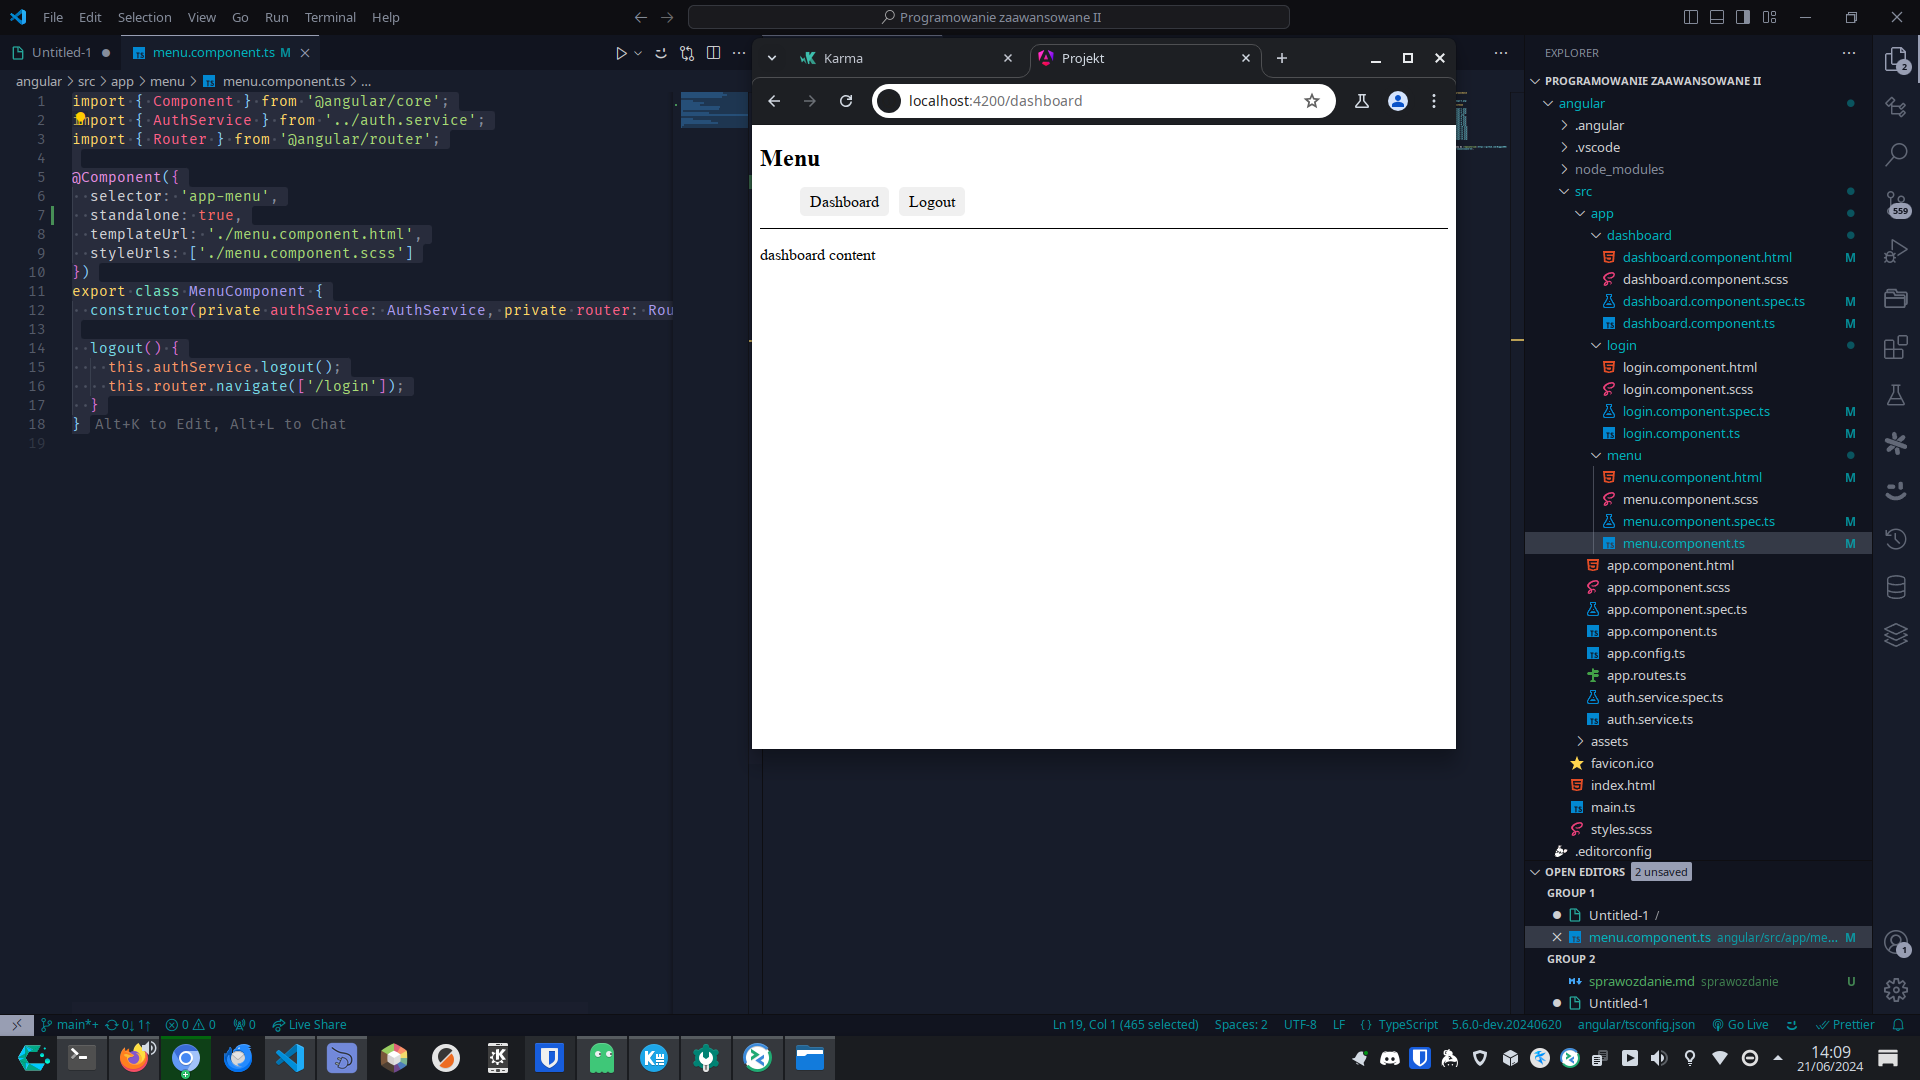 File Edit Selection View Go Run Terminal Help
Programowanie zaawansowane II
Untitled-1
menu.component.ts M
angular > src > app > menu > menu.component.ts > ...
1 import { Component } from '@angular/core';
2 import { AuthService } from '../auth.service';
3 import { Router } from '@angular/router';
4
5 @Component({
6 selector: 'app-menu',
7 standalone: true,
8 templateUrl: './menu.component.html',
9 styleUrls: ['./menu.component.scss']
10 })
11 export class MenuComponent {
12 constructor(private authService: AuthService, private router: Rou
13
14 logout() {
15 this.authService.logout();
16 this.router.navigate(['/login']);
17 }
18 } Alt+K to Edit, Alt+L to Chat
19
Karma
Projekt
localhost:4200/dashboard
Menu
Dashboard
Logout
dashboard content
EXPLORER
PROGRAMOWANIE ZAAWANSOWANE II
angular
.angular
.vscode
node_modules
src
app
dashboard
dashboard.component.html M
dashboard.component.scss
dashboard.component.spec.ts M
dashboard.component.ts M
login
login.component.html
login.component.scss
login.component.spec.ts M
login.component.ts M
menu
menu.component.html M
menu.component.scss
menu.component.spec.ts M
menu.component.ts M
app.component.html
app.component.scss
app.component.spec.ts
app.component.ts
app.config.ts
app.routes.ts
auth.service.spec.ts
auth.service.ts
assets
favicon.ico
index.html
main.ts
styles.scss
.editorconfig
OPEN EDITORS 2 unsaved
GROUP 1
Untitled-1 /
menu.component.ts angular/src/app/me... M
GROUP 2
sprawozdanie.md sprawozdanie U
Untitled-1
2
559
1
main*+ 0↓ 1↑ 0 0 0 Live Share
Ln 19, Col 1 (465 selected) Spaces: 2 UTF-8 LF {} TypeScript 5.6.0-dev.20240620 angular/tsconfig.json Go Live Prettier
14:09
21/06/2024